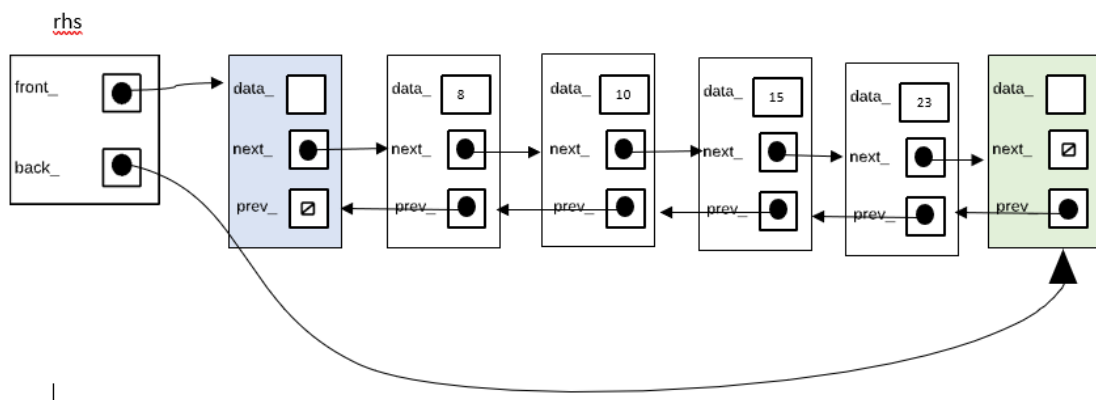 rhs
front_
back_
data_
next_
prev_
data_ 8
next_
prev_
data_ 10
next_
prev_
data_ 15
next_
prev_
data_ 23
next_
prev_
data_
next_
prev_